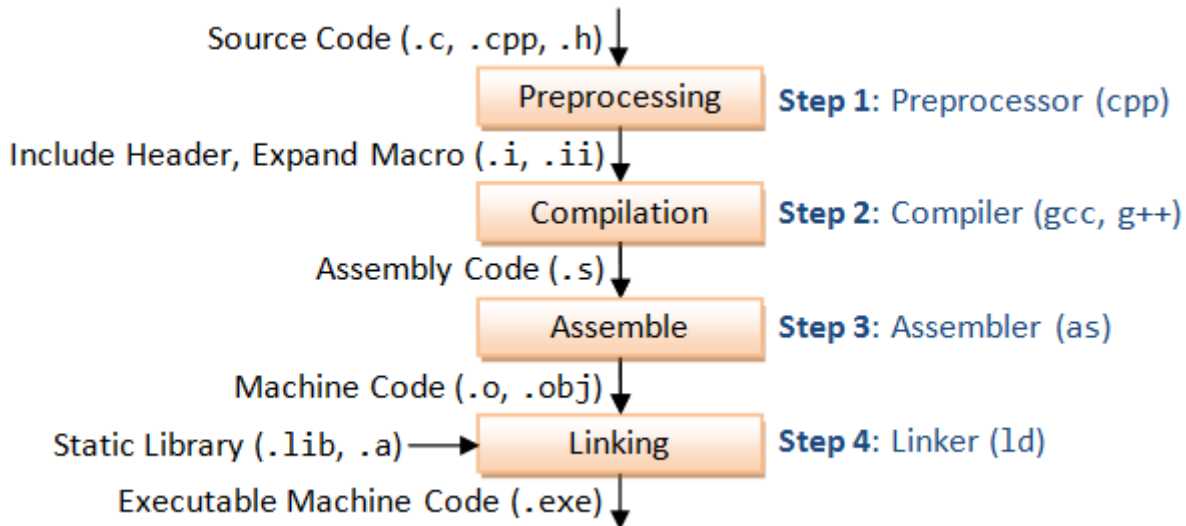 Source Code (.c, .cpp, .h)
Preprocessing
Step 1: Preprocessor (cpp)
Include Header, Expand Macro (.i, .ii)
Compilation
Step 2: Compiler (gcc, g++)
Assembly Code (.s)
Assemble
Step 3: Assembler (as)
Machine Code (.o, .obj)
Static Library (.lib, .a)
Linking
Step 4: Linker (ld)
Executable Machine Code (.exe)